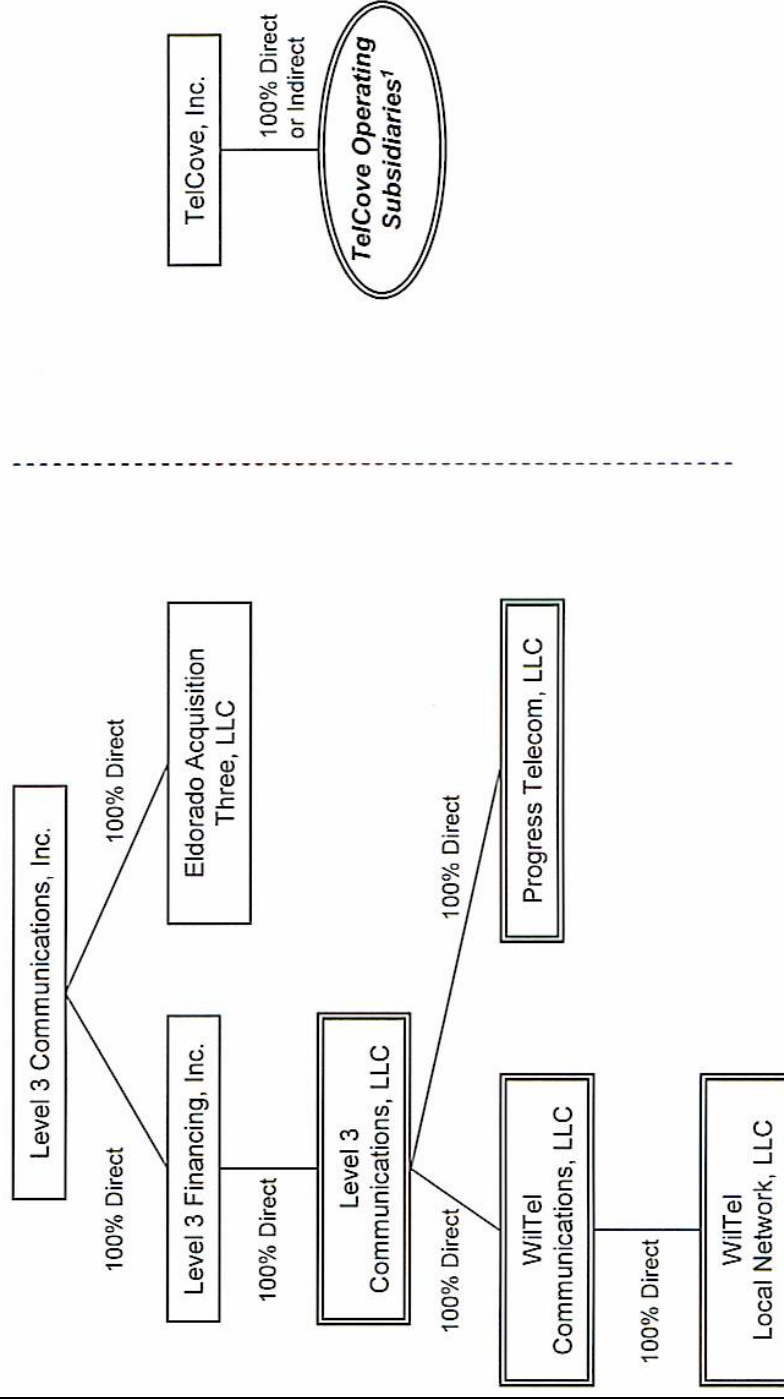 Level 3 Communications, Inc.
100% Direct
100% Direct
Level 3 Financing, Inc.
Eldorado Acquisition
Three, LLC
100% Direct
Level 3
Communications, LLC
100% Direct
100% Direct
WilTel
Communications, LLC
Progress Telecom, LLC
100% Direct
WilTel
Local Network, LLC
TelCove, Inc.
100% Direct
or Indirect
TelCove Operating
Subsidiaries¹